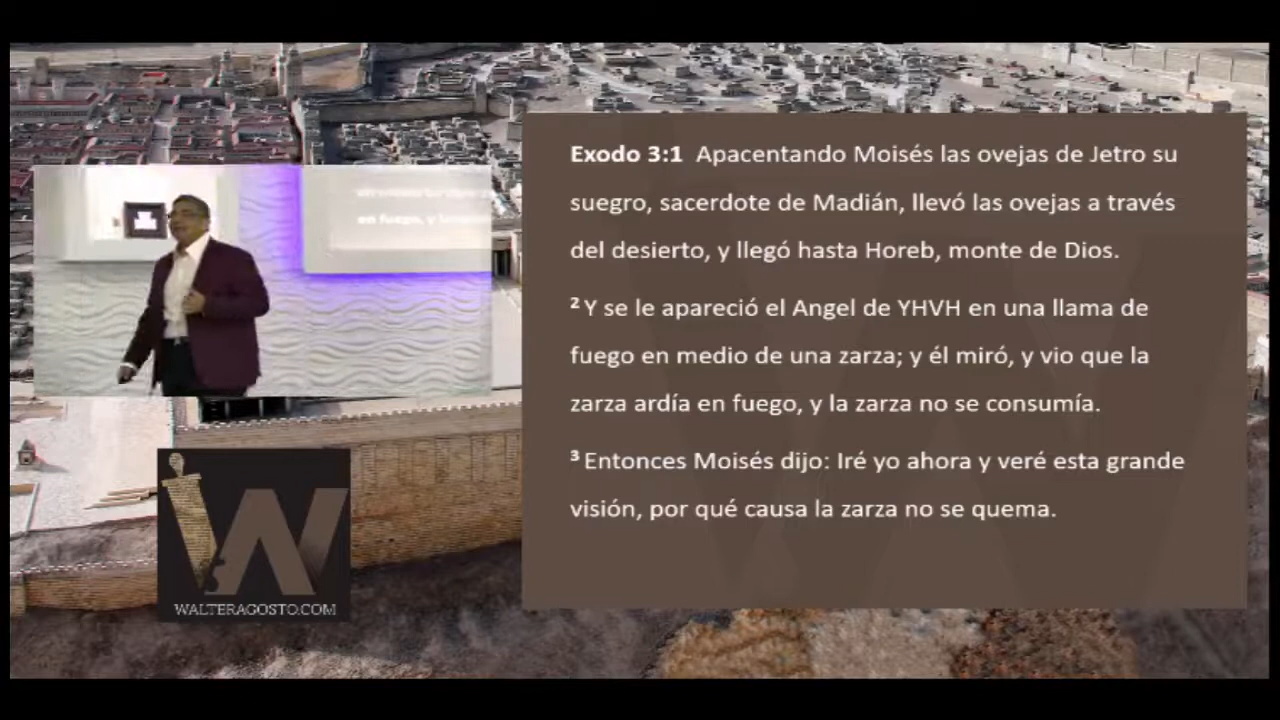 en fuego, y
Exodo 3:1 Apacentando Moisés las ovejas de Jetro su
suegro, sacerdote de Madián, llevó las ovejas a través
del desierto, y llegó hasta Horeb, monte de Dios.
² Y se le apareció el Angel de YHVH en una llama de
fuego en medio de una zarza; y él miró, y vio que la
zarza ardía en fuego, y la zarza no se consumía.
³ Entonces Moisés dijo: Iré yo ahora y veré esta grande
visión, por qué causa la zarza no se quema.
W
WALTERAGOSTO.COM